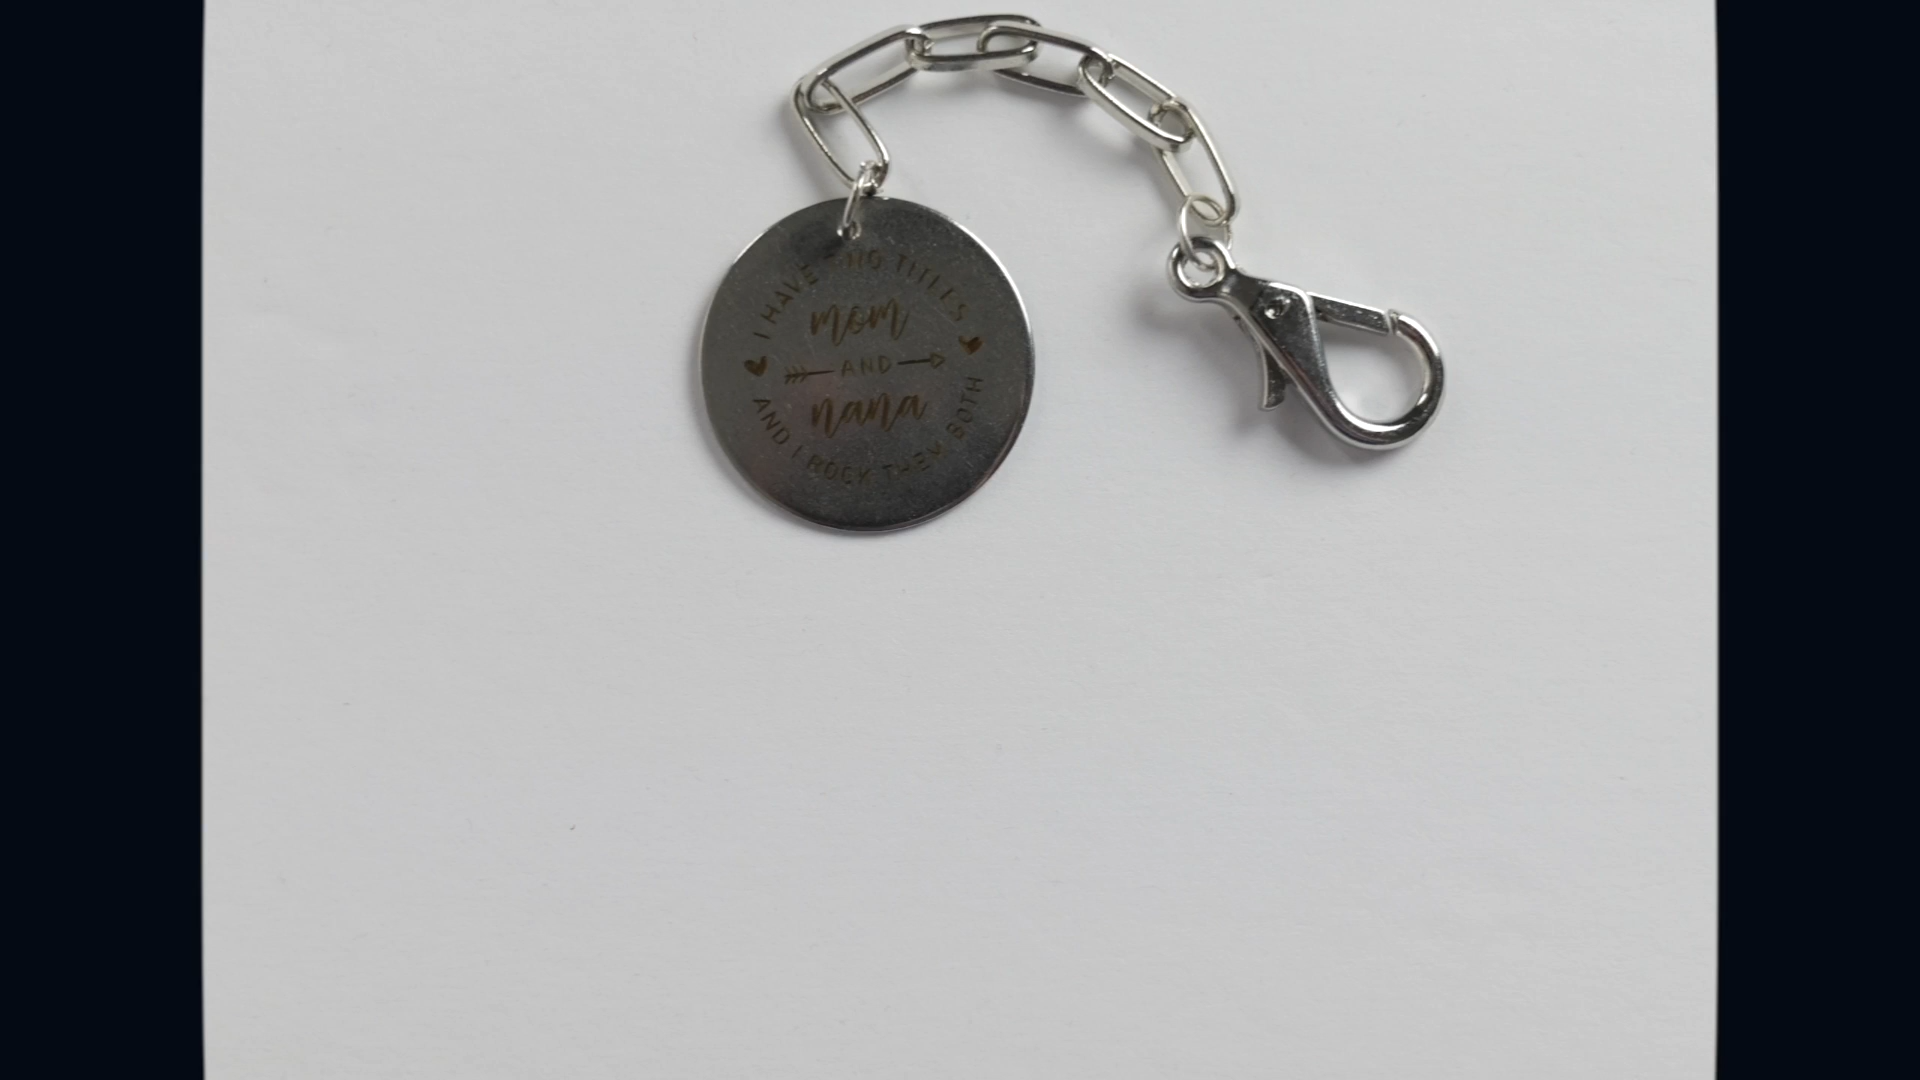 I HAVE TWO TITLES
mom
AND
nana
AND I ROCK THEM BOTH